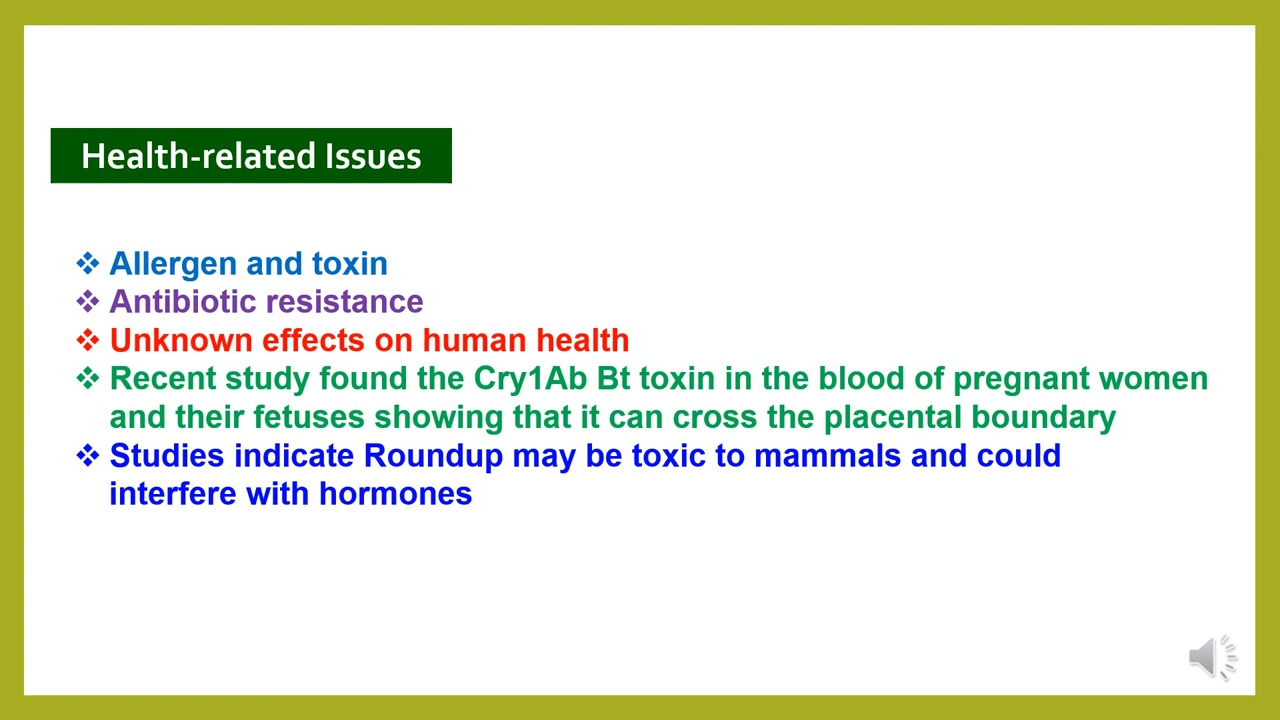 Health-related Issues
❖ Allergen and toxin
❖ Antibiotic resistance
❖ Unknown effects on human health
❖ Recent study found the Cry1Ab Bt toxin in the blood of pregnant women
and their fetuses showing that it can cross the placental boundary
❖ Studies indicate Roundup may be toxic to mammals and could
interfere with hormones